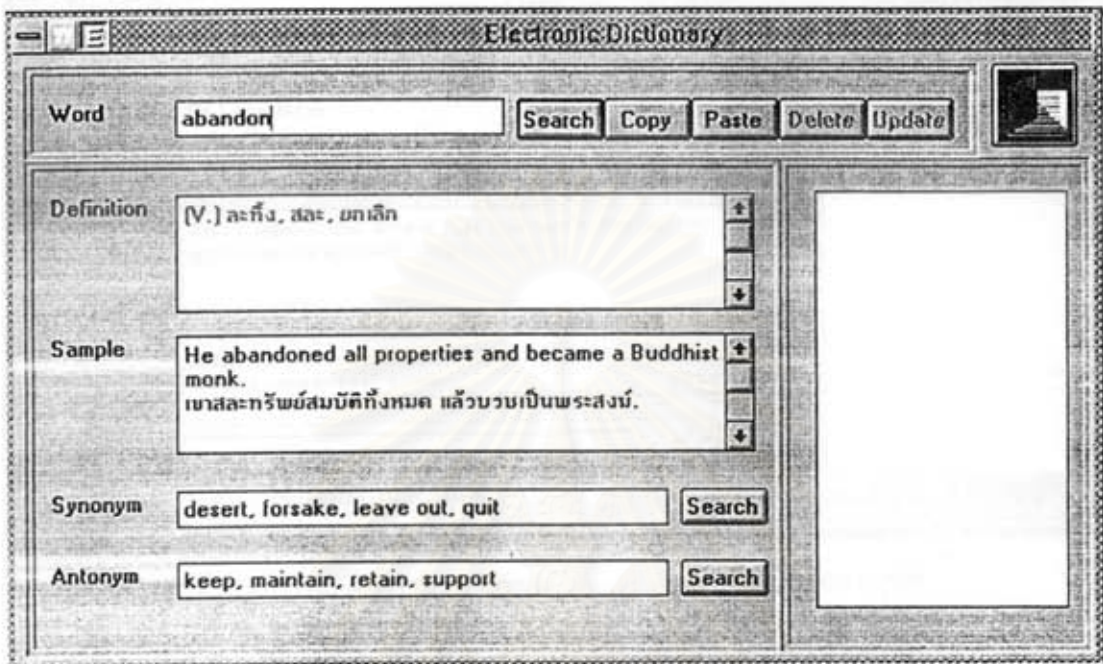 Electronic Dictionary
Word abandon Search Copy Paste Delete Update
Definition (V.) ละทิ้ง, สละ, ยกเลิก
Sample He abandoned all properties and became a Buddhist
monk.
เขาสละทรัพย์สมบัติทั้งหมด แล้วบวชเป็นพระสงฆ์.
Synonym desert, forsake, leave out, quit Search
Antonym keep, maintain, retain, support Search